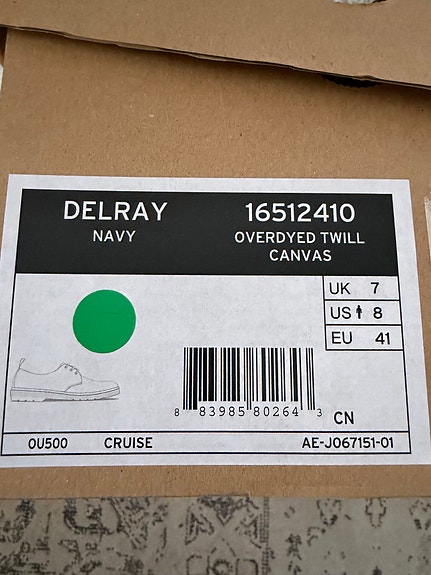 DELRAY 16512410
NAVY OVERDYED TWILL
CANVAS
UK 7
US 8
EU 41
8 83985 80264 3
CN
OU500 CRUISE AE-J067151-01